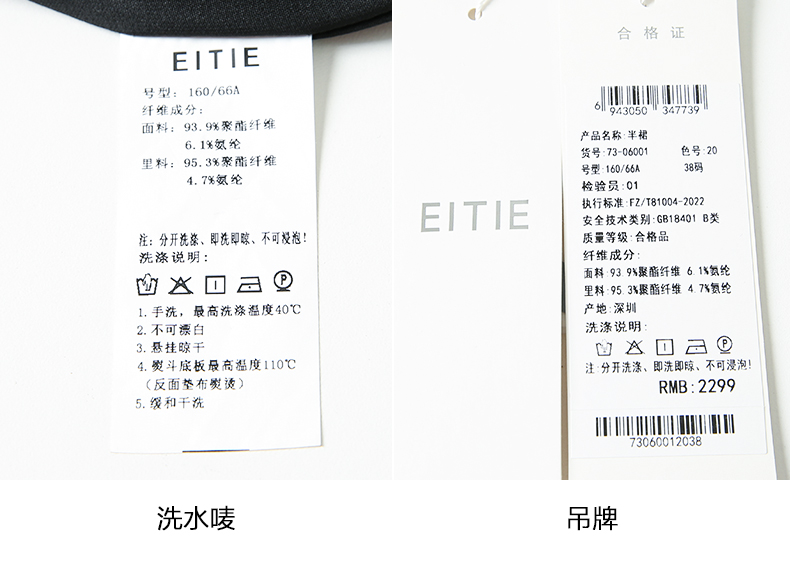 EITIE
号型: 160/66A
纤维成分:
面料: 93.9%聚酯纤维
6.1%氨纶
里料: 95.3%聚酯纤维
4.7%氨纶
注: 分开洗涤、即洗即晾、不可浸泡!
洗涤说明:
P
1.手洗, 最高洗涤温度40℃
2.不可漂白
3.悬挂晾干
4.熨斗底板最高温度110℃
(反面垫布熨烫)
5.缓和干洗
洗水唛
EITIE
合格证
6 943050 347739
产品名称:半裙
货号:73-06001 色号:20
号型:160/66A 38码
检验员:01
执行标准:FZ/T81004-2022
安全技术类别:GB18401 B类
质量等级:合格品
纤维成分:
面料 93.9%聚酯纤维 6.1%氨纶
里料 95.3%聚酯纤维 4.7%氨纶
产地:深圳
洗涤说明:
P
注:分开洗涤、即洗即晾、不可浸泡!
RMB:2299
73060012038
吊牌